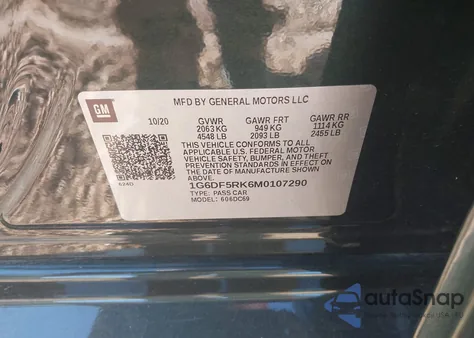 MFD BY GENERAL MOTORS LLC
GM
10/20 GVWR GAWR FRT GAWR RR
2063 KG 949 KG 1114 KG
4548 LB 2093 LB 2455 LB
THIS VEHICLE CONFORMS TO ALL
APPLICABLE U.S. FEDERAL MOTOR
VEHICLE SAFETY, BUMPER, AND THEFT
PREVENTION STANDARDS IN EFFECT ON
THE DATE OF MANUFACTURE SHOWN
ABOVE.
1G6DF5RK6M0107290
TYPE: PASS CAR
MODEL: 6DC69
autoSnap